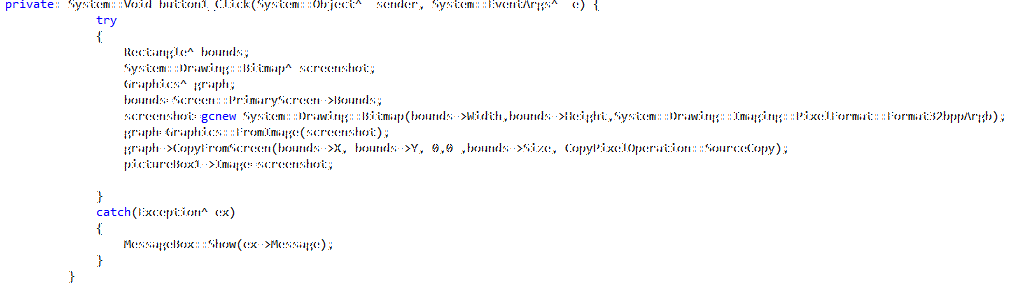 private: System::Void button1_Click(System::Object^ sender, System::EventArgs^ e) {
try
{
Rectangle^ bounds;
System::Drawing::Bitmap^ screenshot;
Graphics^ graph;
bounds=Screen::PrimaryScreen->Bounds;
screenshot=gcnew System::Drawing::Bitmap(bounds->Width,bounds->Height,System::Drawing::Imaging::PixelFormat::Format32bppArgb);
graph=Graphics::FromImage(screenshot);
graph->CopyFromScreen(bounds->X, bounds->Y, 0,0 ,bounds->Size, CopyPixelOperation::SourceCopy);
pictureBox1->Image=screenshot;
}
catch(Exception^ ex)
{
MessageBox::Show(ex->Message);
}
}